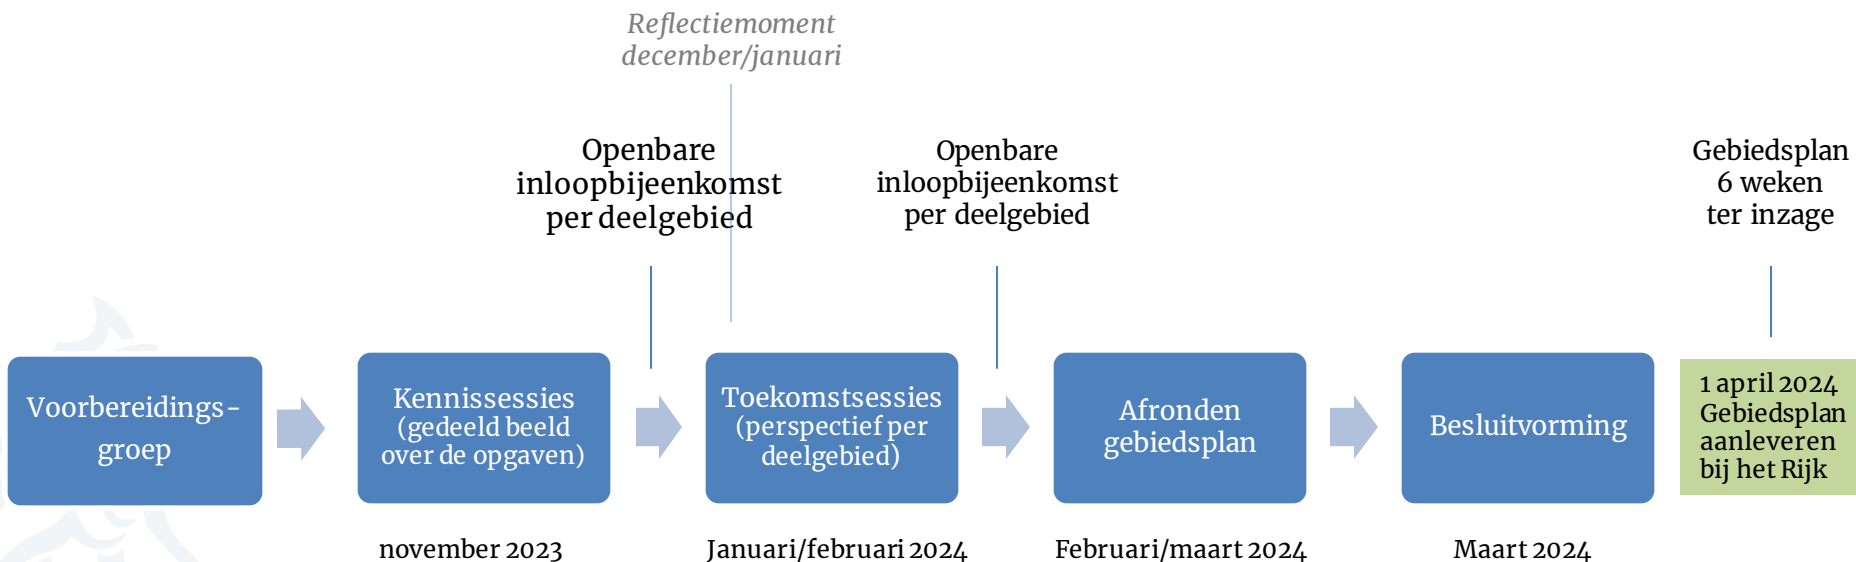 Reflectiemoment
december/januari
Openbare
inloopbijeenkomst
per deelgebied
Openbare
inloopbijeenkomst
per deelgebied
Gebiedsplan
6 weken
ter inzage
Voorbereidings-
groep
Kennissessies
(gedeeld beeld
over de opgaven)
Toekomstsessies
(perspectief per
deelgebied)
Afronden
gebiedsplan
Besluitvorming
1 april 2024
Gebiedsplan
aanleveren
bij het Rijk
november 2023
Januari/februari 2024
Februari/maart 2024
Maart 2024